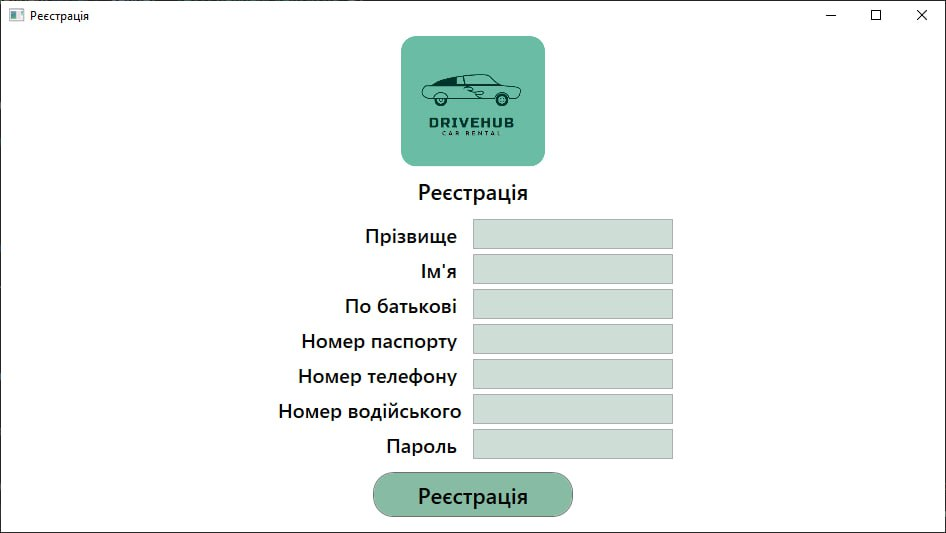 Реєстрація
DRIVEHUB
CAR RENTAL
Реєстрація
Прізвище
Ім'я
По батькові
Номер паспорту
Номер телефону
Номер водійського
Пароль
Реєстрація